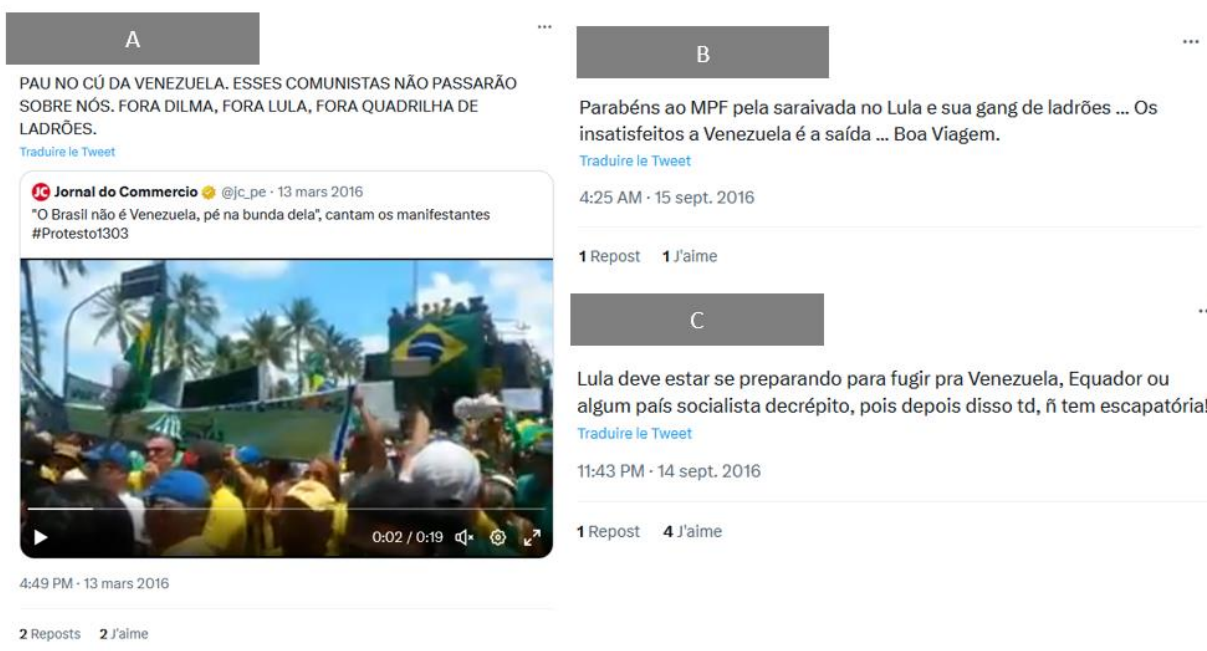 A
...
PAU NO CÚ DA VENEZUELA. ESSES COMUNISTAS NÃO PASSARÃO
SOBRE NÓS. FORA DILMA, FORA LULA, FORA QUADRILHA DE
LADRÕES.
Traduire le Tweet
JC Jornal do Commercio @jc_pe · 13 mars 2016
"O Brasil não é Venezuela, pé na bunda dela", cantam os manifestantes
#Protesto1303
0:02 / 0:19
4:49 PM · 13 mars 2016
2 Reposts 2 J'aime
B
...
Parabéns ao MPF pela saraivada no Lula e sua gang de ladrões ... Os
insatisfeitos a Venezuela é a saída ... Boa Viagem.
Traduire le Tweet
4:25 AM · 15 sept. 2016
1 Repost 1 J'aime
C
Lula deve estar se preparando para fugir pra Venezuela, Equador ou
algum país socialista decrépito, pois depois disso td, ñ tem escapatória!
Traduire le Tweet
11:43 PM · 14 sept. 2016
1 Repost 4 J'aime